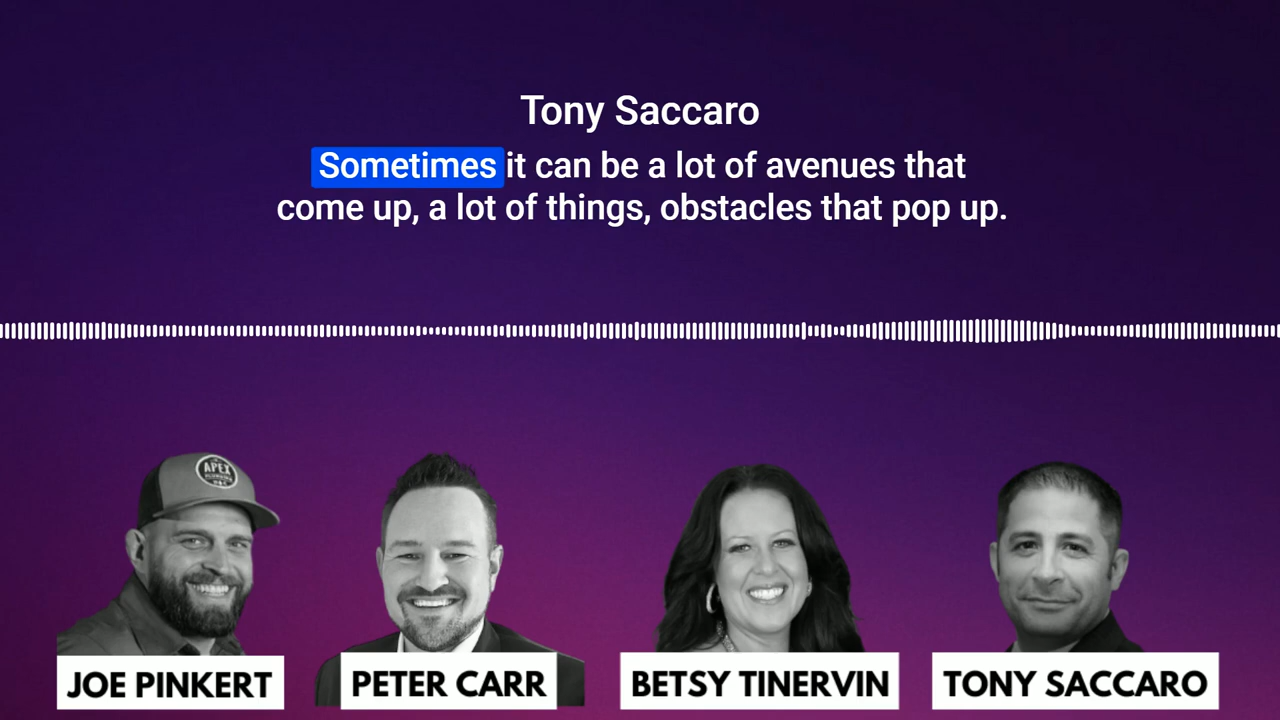 Tony Saccaro
Sometimes it can be a lot of avenues that
come up, a lot of things, obstacles that pop up.
APEX
JOE PINKERT
PETER CARR
BETSY TINERVIN
TONY SACCARO